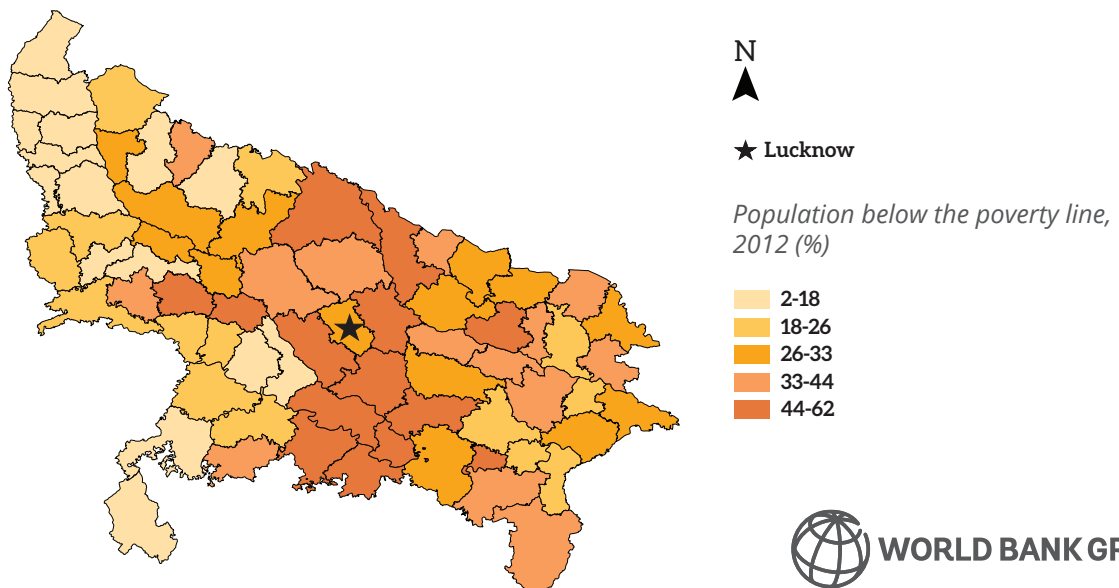 N
Lucknow
Population below the poverty line,
2012 (%)
2-18
18-26
26-33
33-44
44-62
WORLD BANK GR